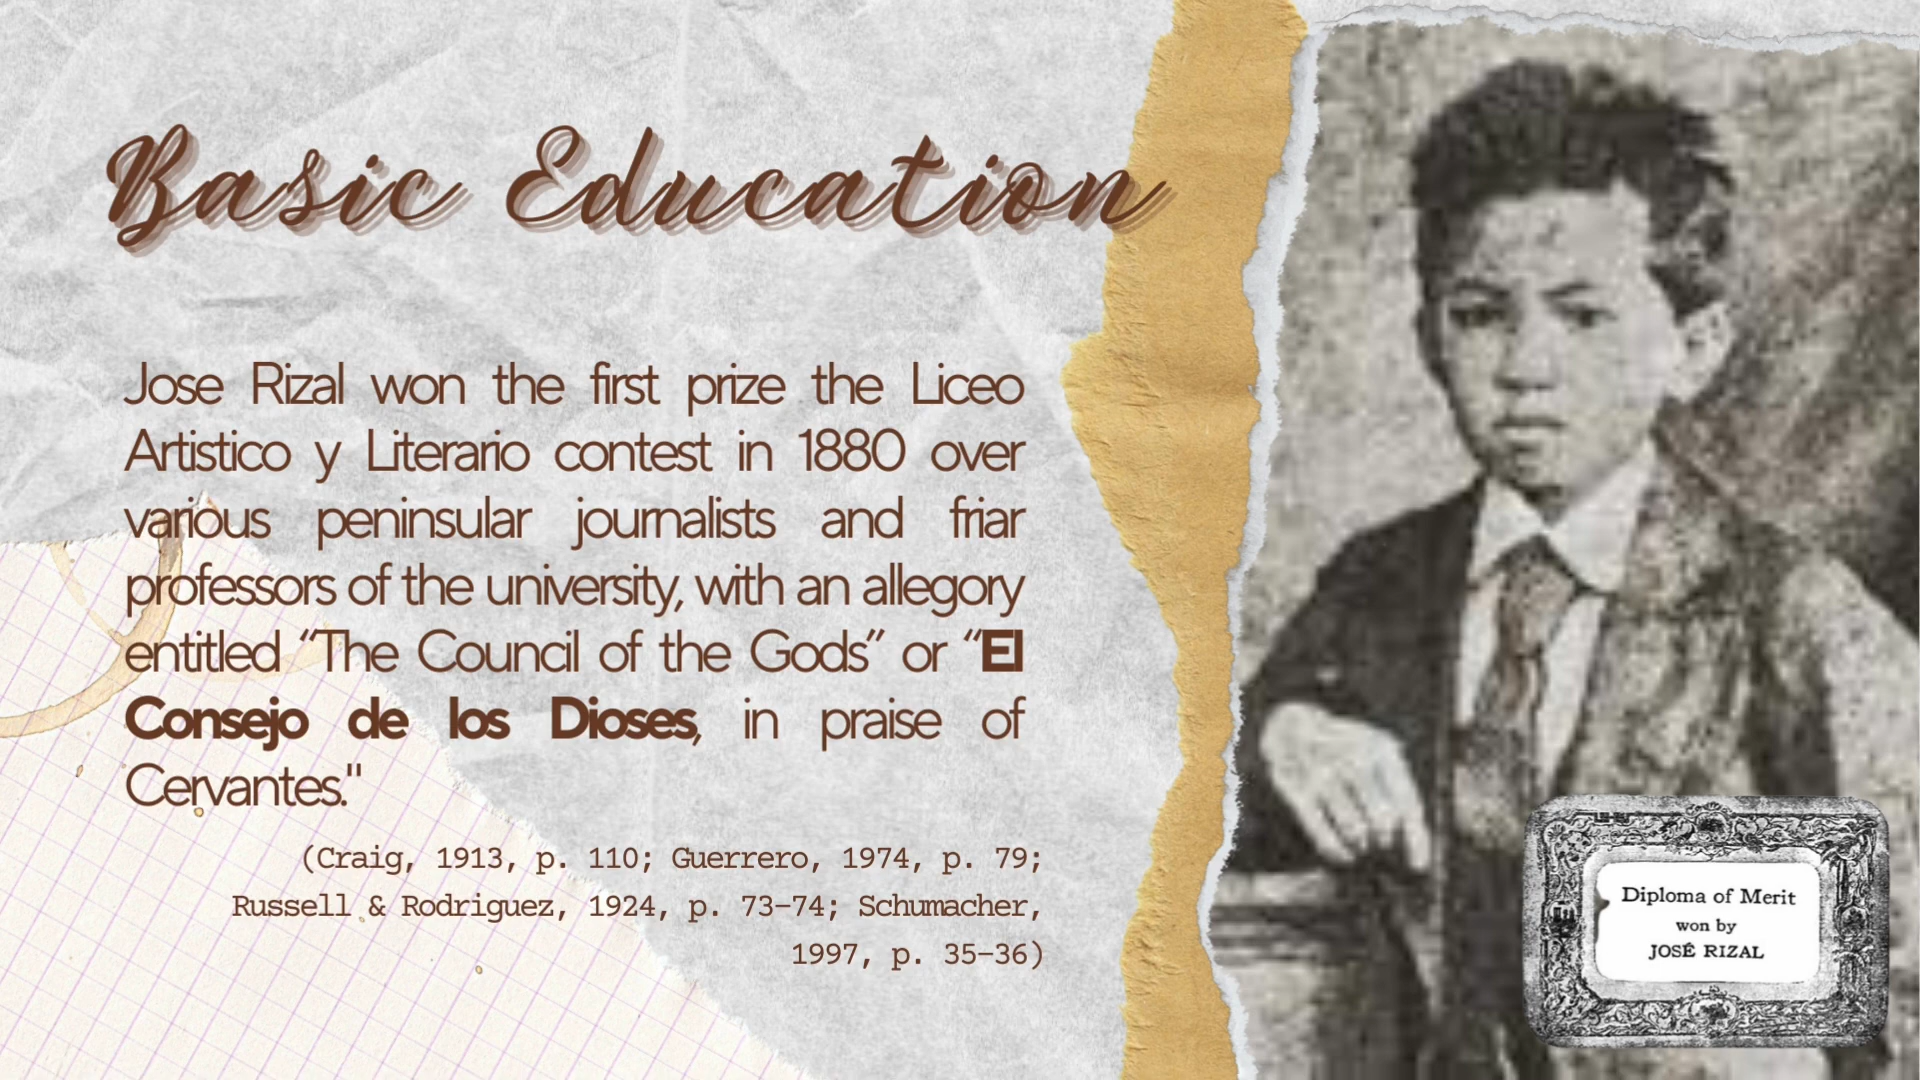 Basic Education
Jose Rizal won the first prize the Liceo
Artistico y Literario contest in 1880 over
various peninsular journalists and friar
professors of the university, with an allegory
entitled “The Council of the Gods” or “El
Consejo de los Dioses, in praise of
Cervantes."
(Craig, 1913, p. 110; Guerrero, 1974, p. 79;
Russell & Rodriguez, 1924, p. 73-74; Schumacher,
1997, p. 35-36)
Diploma of Merit
won by
JOSÉ RIZAL